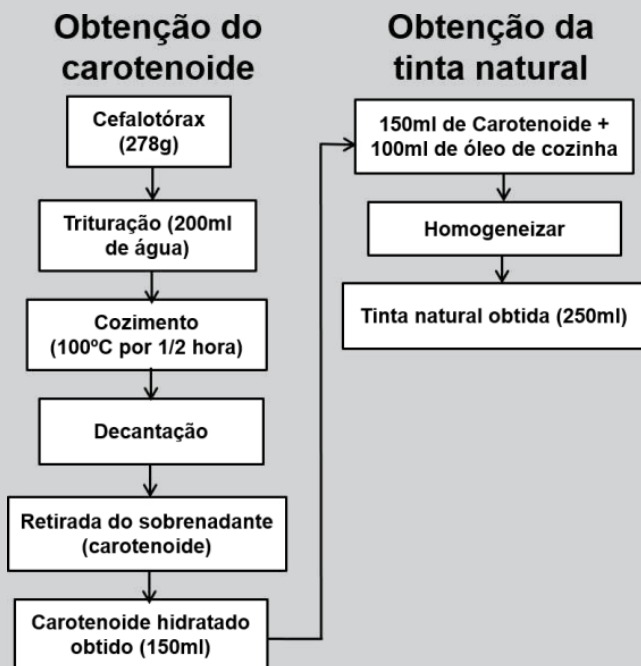 Obtenção do
carotenoide
Cefalotórax
(278g)
Trituração (200ml
de água)
Cozimento
(100ºC por 1/2 hora)
Decantação
Retirada do sobrenadante
(carotenoide)
Carotenoide hidratado
obtido (150ml)
Obtenção da
tinta natural
150ml de Carotenoide +
100ml de óleo de cozinha
Homogeneizar
Tinta natural obtida (250ml)